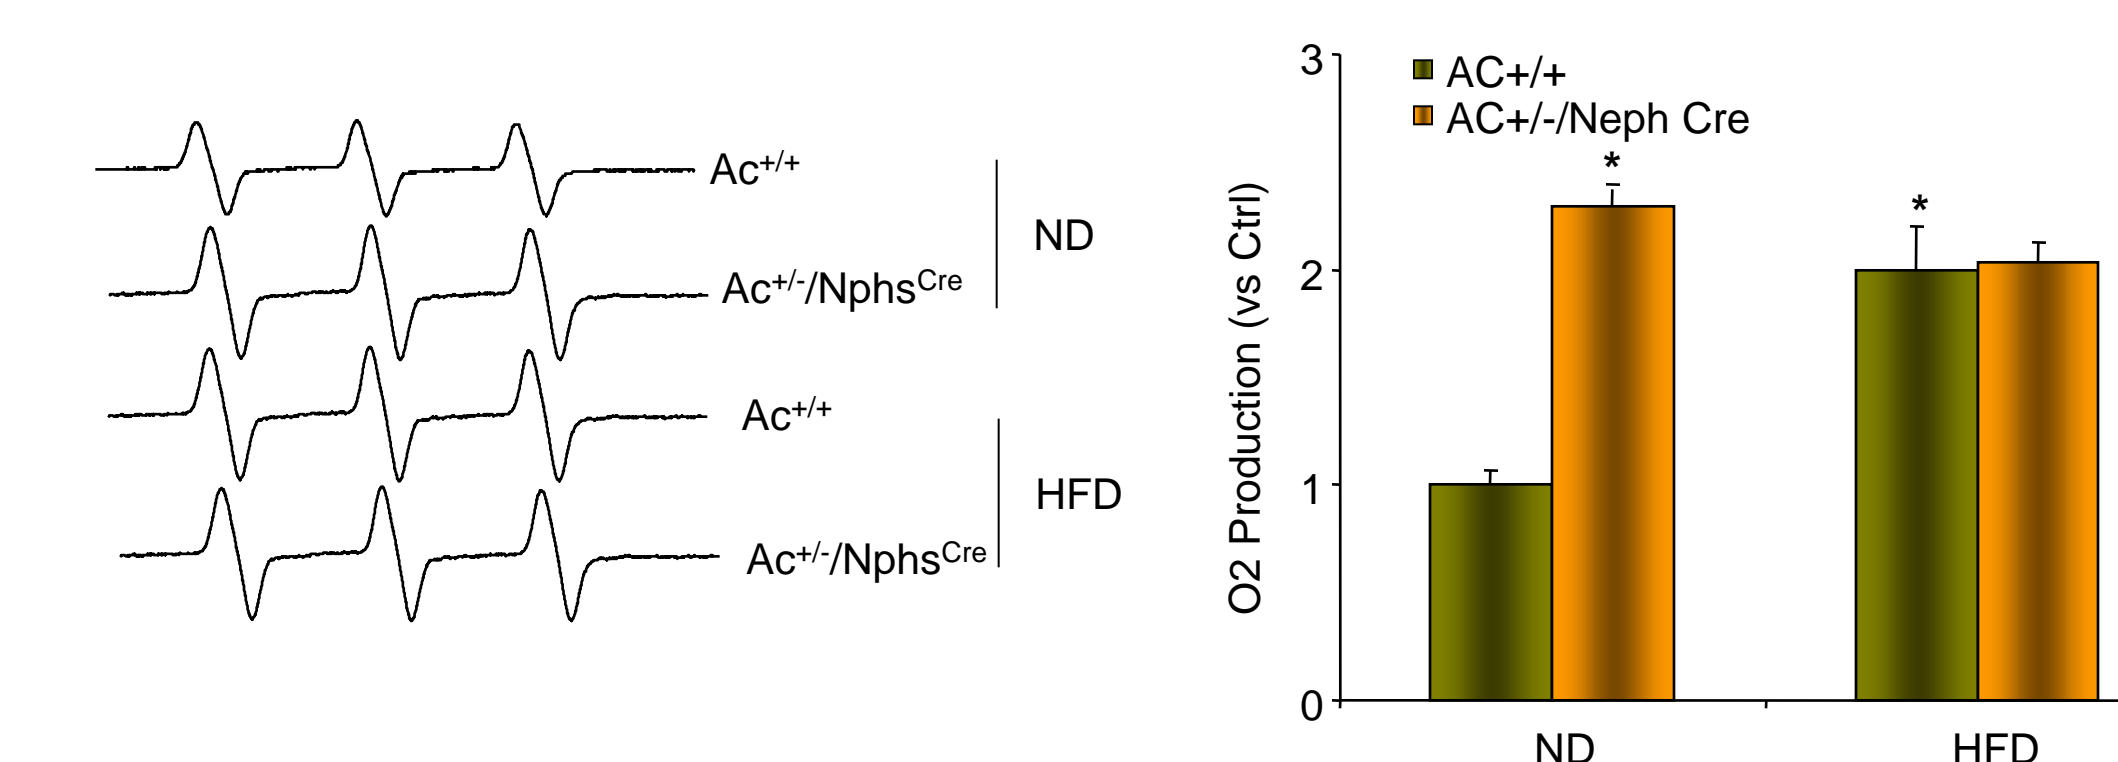 Ac+/+
Ac+/-/NphsCre
ND
Ac+/+
Ac+/-/NphsCre
HFD
O2 Production (vs Ctrl)
3
2
1
0
AC+/+
AC+/-/Neph Cre
*
*
ND
HFD